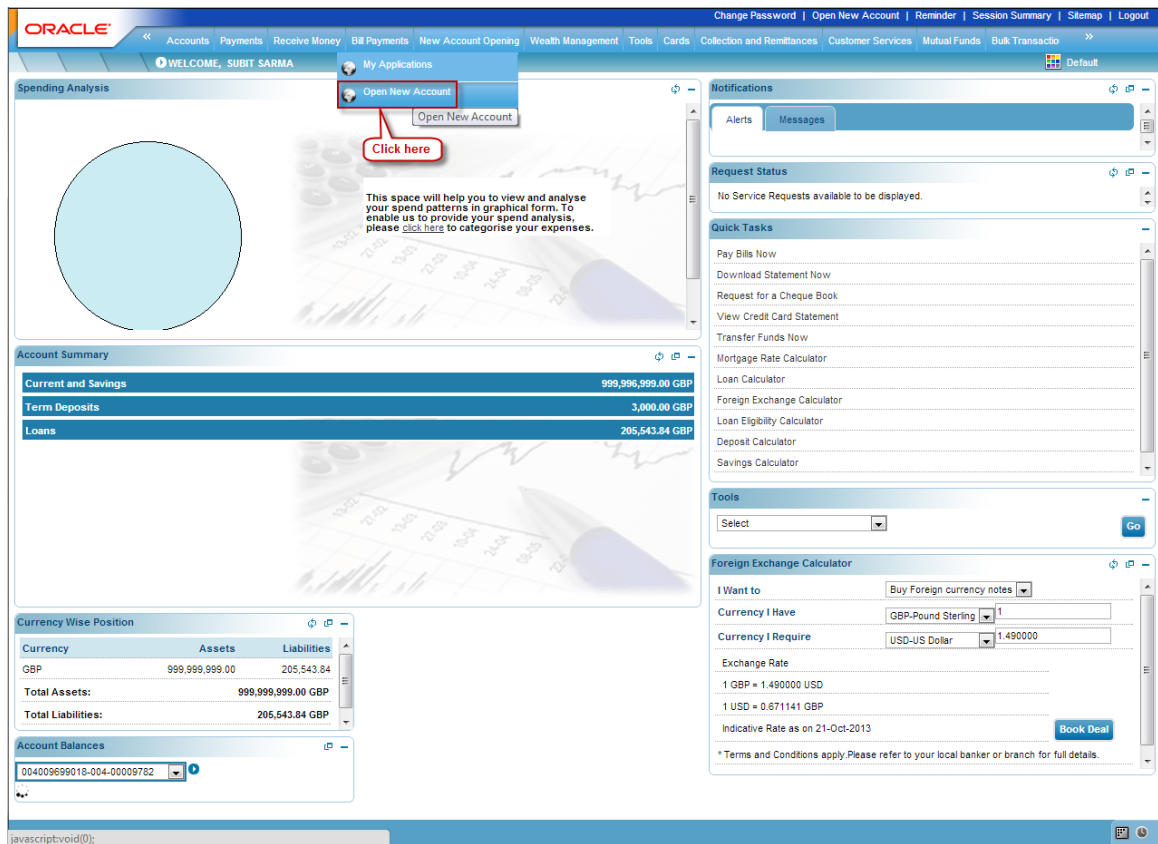 Change Password | Open New Account | Reminder | Session Summary | Sitemap | Logout
ORACLE
« Accounts Payments Receive Money Bill Payments New Account Opening Wealth Management Tools Cards Collection and Remittances Customer Services Mutual Funds Bulk Transactio »
WELCOME, SUBIT SARMA
Default
My Applications
Open New Account
Open New Account
Click here
Spending Analysis
This space will help you to view and analyse
your spend patterns in graphical form. To
enable us to provide your spend analysis,
please click here to categorise your expenses.
Account Summary
Current and Savings 999,996,999.00 GBP
Term Deposits 3,000.00 GBP
Loans 205,543.84 GBP
Currency Wise Position
Currency Assets Liabilities
GBP 999,999,999.00 205,543.84
Total Assets: 999,999,999.00 GBP
Total Liabilities: 205,543.84 GBP
Account Balances
004009699018-004-00009782
Notifications
Alerts Messages
Request Status
No Service Requests available to be displayed.
Quick Tasks
Pay Bills Now
Download Statement Now
Request for a Cheque Book
View Credit Card Statement
Transfer Funds Now
Mortgage Rate Calculator
Loan Calculator
Foreign Exchange Calculator
Loan Eligibility Calculator
Deposit Calculator
Savings Calculator
Tools
Select Go
Foreign Exchange Calculator
I Want to Buy Foreign currency notes
Currency I Have GBP-Pound Sterling 1
Currency I Require USD-US Dollar 1.490000
Exchange Rate
1 GBP = 1.490000 USD
1 USD = 0.671141 GBP
Indicative Rate as on 21-Oct-2013 Book Deal
* Terms and Conditions apply.Please refer to your local banker or branch for full details.
javascript:void(0);